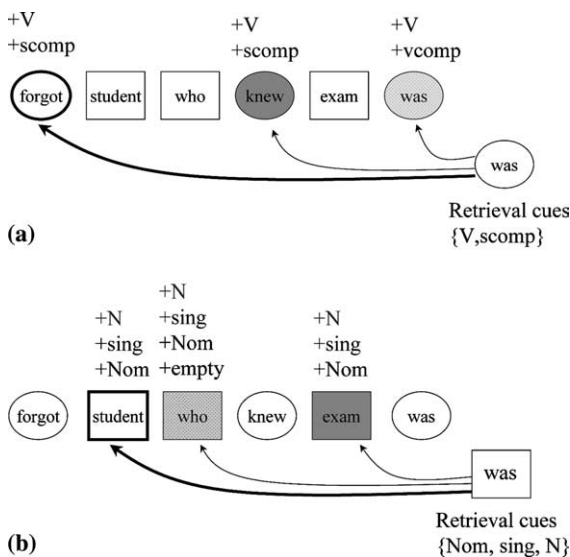 +V +V +V
+scomp +scomp +vcomp
forgot student who knew exam was
was
Retrieval cues
{V,scomp}
(a)
+N
+N +sing +N
+sing +Nom +sing
+Nom +empty +Nom
forgot student who knew exam was
was
Retrieval cues
{Nom, sing, N}
(b)